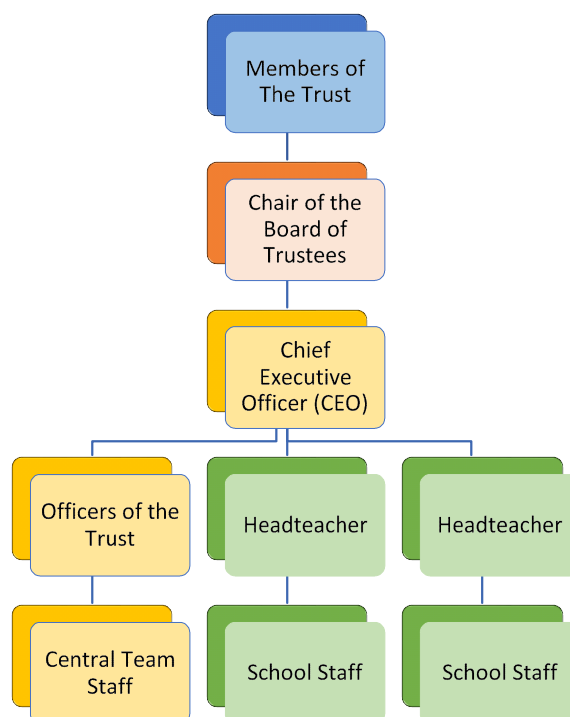 Members of
The Trust
Chair of the
Board of
Trustees
Chief
Executive
Officer (CEO)
Officers of the
Trust
Headteacher
Headteacher
Central Team
Staff
School Staff
School Staff